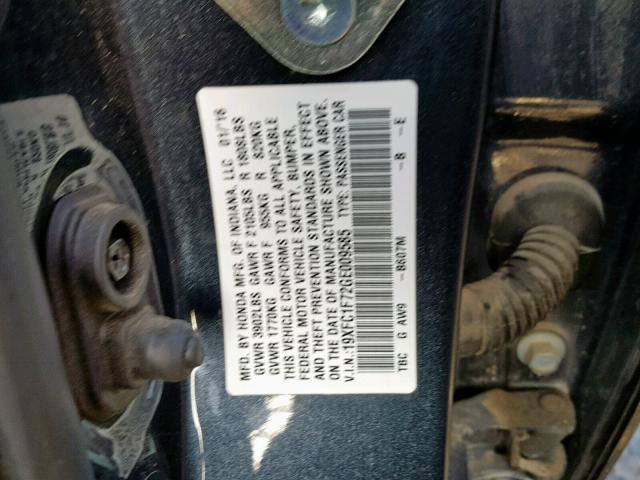 MFD. BY HONDA MFG. OF INDIANA, LLC 01/16
GVWR 3902LBS GAWR F 2105LBS R 1808LBS
GVWR 1770KG GAWR F 955KG R 820KG
THIS VEHICLE CONFORMS TO ALL APPLICABLE
FEDERAL MOTOR VEHICLE SAFETY, BUMPER,
AND THEFT PREVENTION STANDARDS IN EFFECT
ON THE DATE OF MANUFACTURE SHOWN ABOVE.
V.I.N.:19XFC1F72GE009585 TYPE: PASSENGER CAR
TBC G AW9 -B607M -B -E